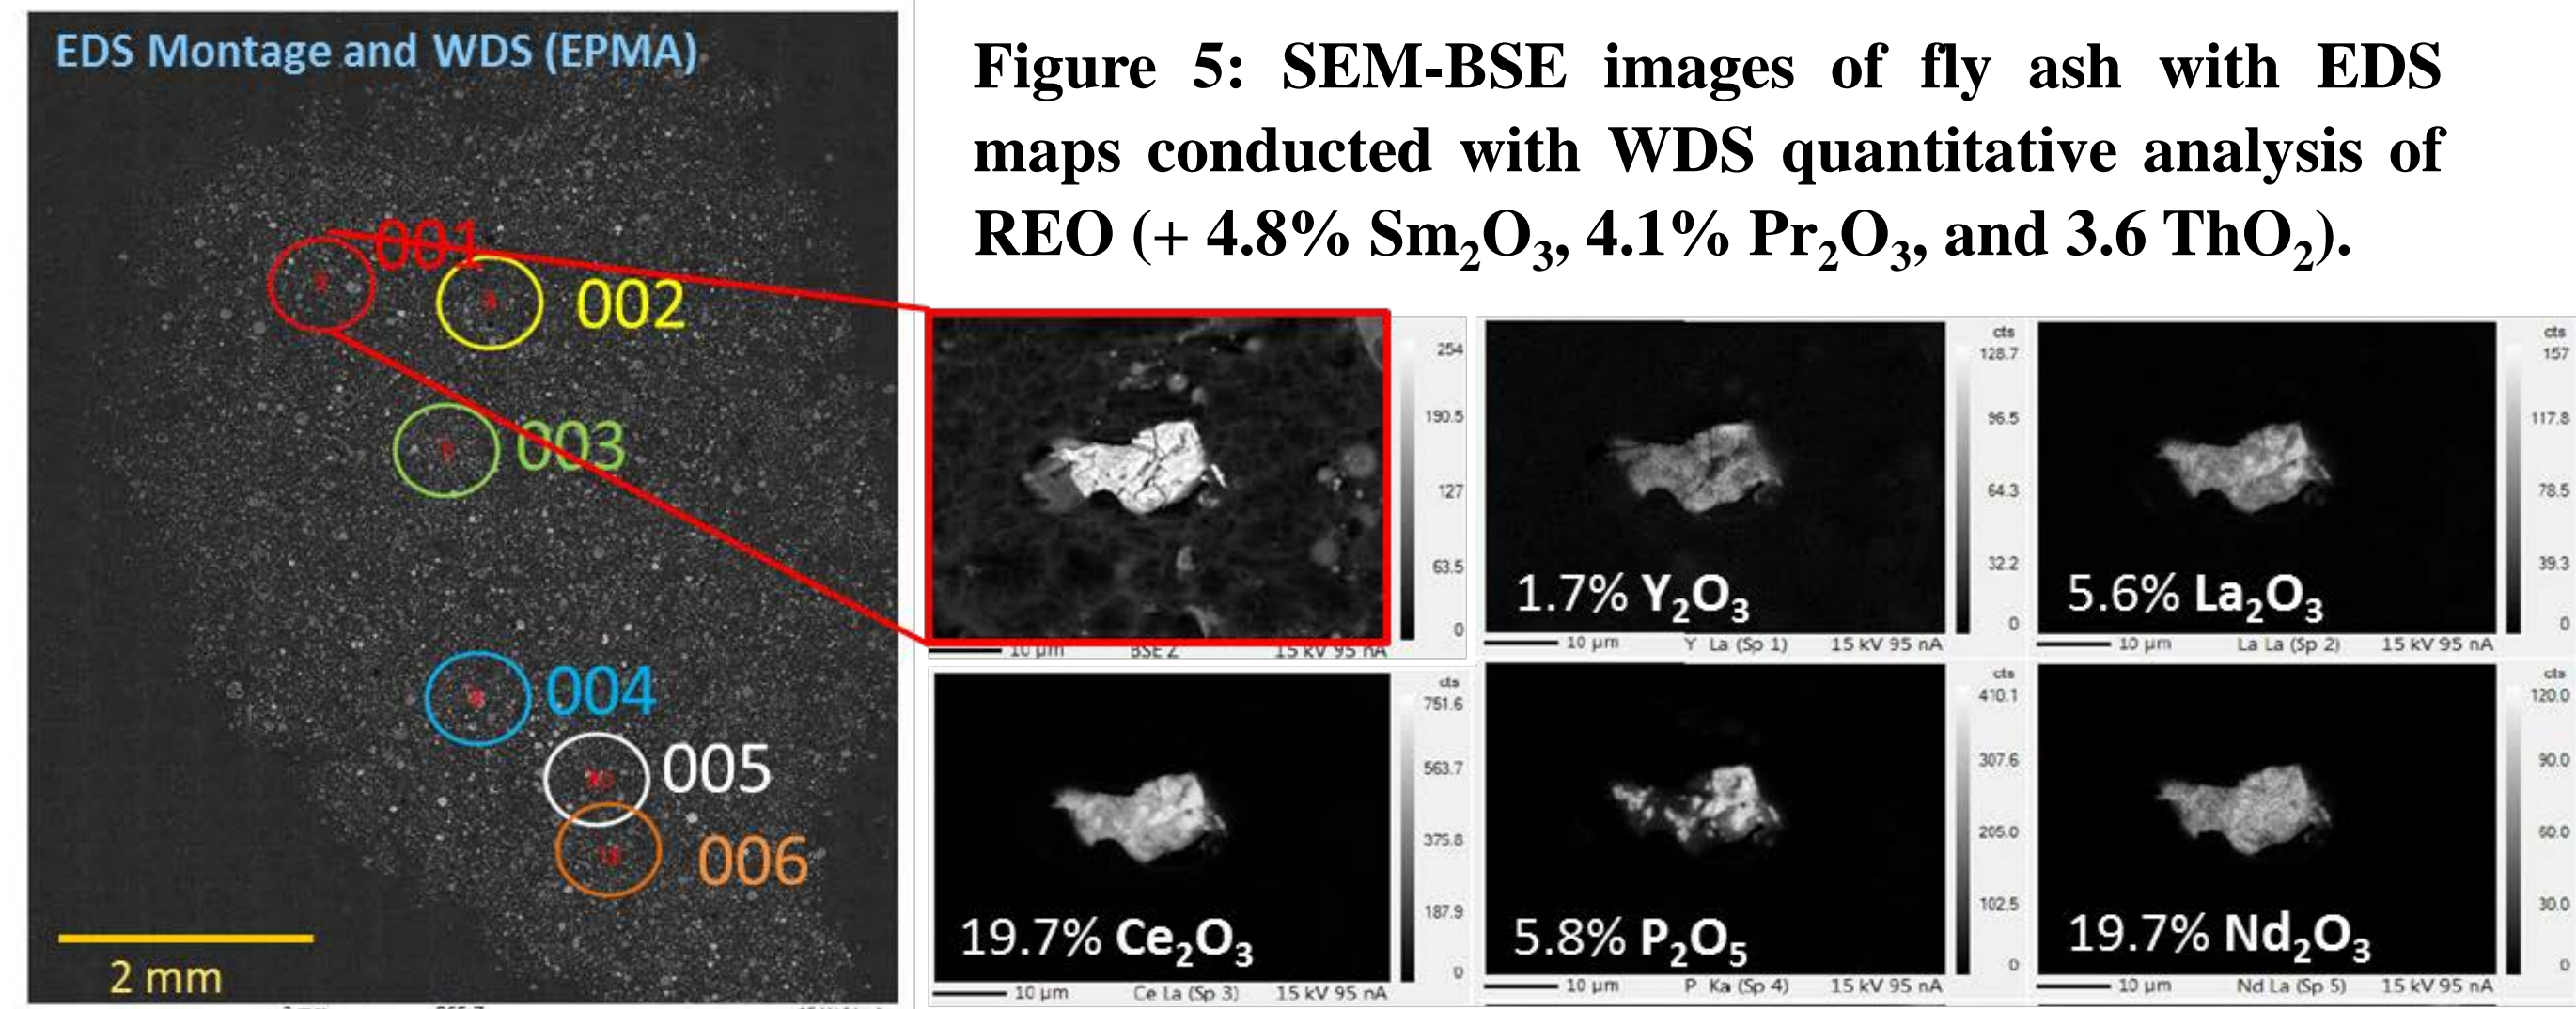 EDS Montage and WDS (EPMA)
001
002
003
004
005
006
2 mm
Figure 5: SEM-BSE images of fly ash with EDS
maps conducted with WDS quantitative analysis of
REO (+ 4.8% Sm₂O₃, 4.1% Pr₂O₃, and 3.6 ThO₂).
254
190.5
127
63.5
0
10 µm BSE Z 15 kV 95 nA
cts
128.7
96.5
64.3
32.2
0
1.7% Y₂O₃
10 µm Y La (Sp 1) 15 kV 95 nA
cts
157
117.8
78.5
39.3
0
5.6% La₂O₃
10 µm La La (Sp 2) 15 kV 95 nA
cts
751.6
563.7
375.8
187.9
0
19.7% Ce₂O₃
10 µm Ce La (Sp 3) 15 kV 95 nA
cts
410.1
307.6
205.0
102.5
0
5.8% P₂O₅
10 µm P Ka (Sp 4) 15 kV 95 nA
cts
120.0
90.0
60.0
30.0
0
19.7% Nd₂O₃
10 µm Nd La (Sp 5) 15 kV 95 nA